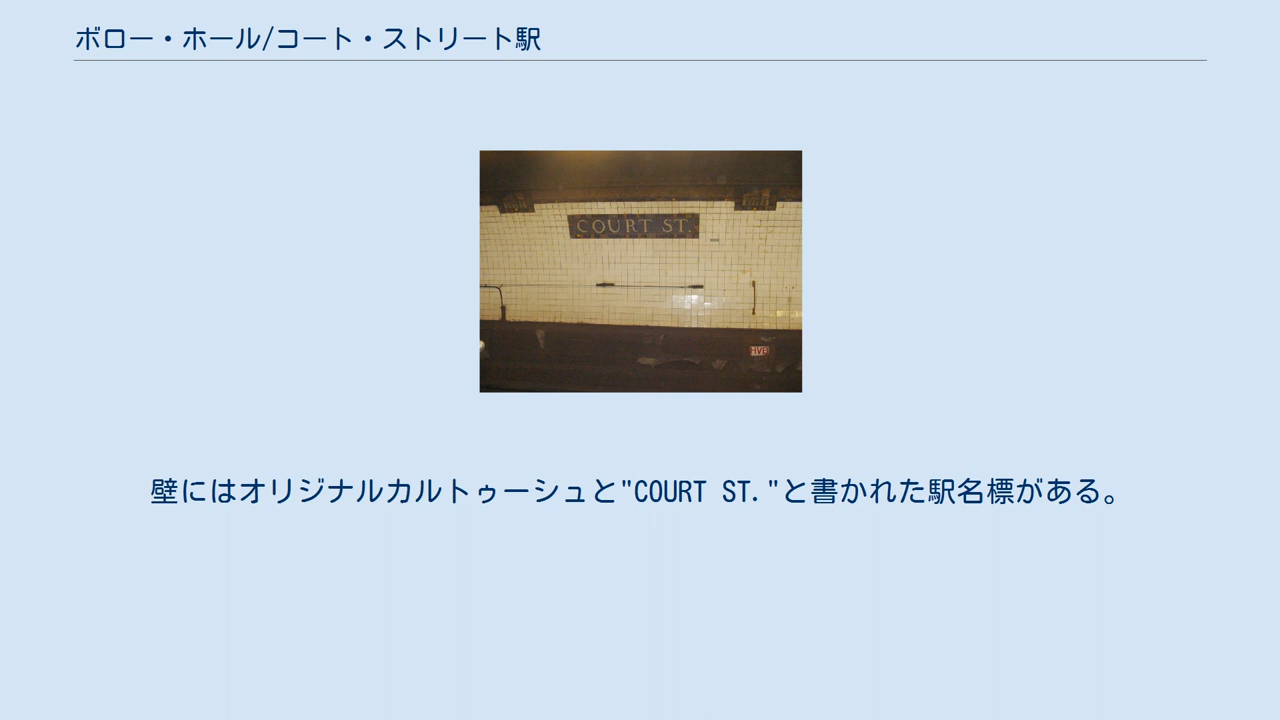 ボロー・ホール/コート・ストリート駅
COURT ST.
HVB
壁にはオリジナルカルトゥーシュと"COURT ST."と書かれた駅名標がある。